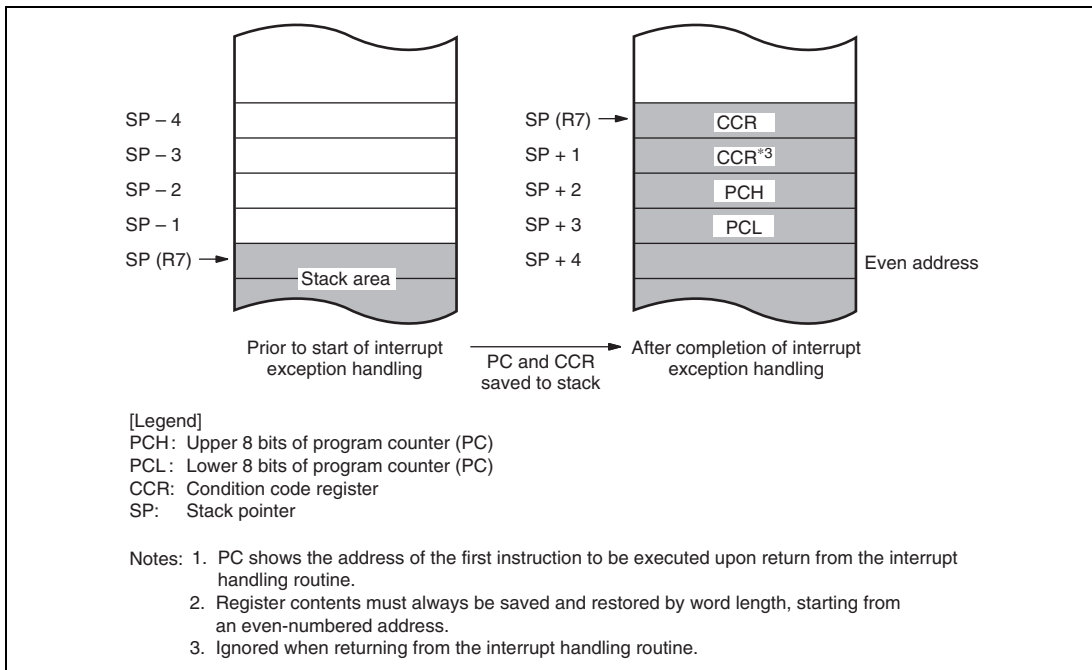 SP – 4
SP – 3
SP – 2
SP – 1
SP (R7)
Stack area
SP (R7)
SP + 1
SP + 2
SP + 3
SP + 4
CCR
CCR*3
PCH
PCL
Even address
Prior to start of interrupt
exception handling
PC and CCR
saved to stack
After completion of interrupt
exception handling
[Legend]
PCH: Upper 8 bits of program counter (PC)
PCL: Lower 8 bits of program counter (PC)
CCR: Condition code register
SP: Stack pointer
Notes: 1. PC shows the address of the first instruction to be executed upon return from the interrupt
handling routine.
2. Register contents must always be saved and restored by word length, starting from
an even-numbered address.
3. Ignored when returning from the interrupt handling routine.